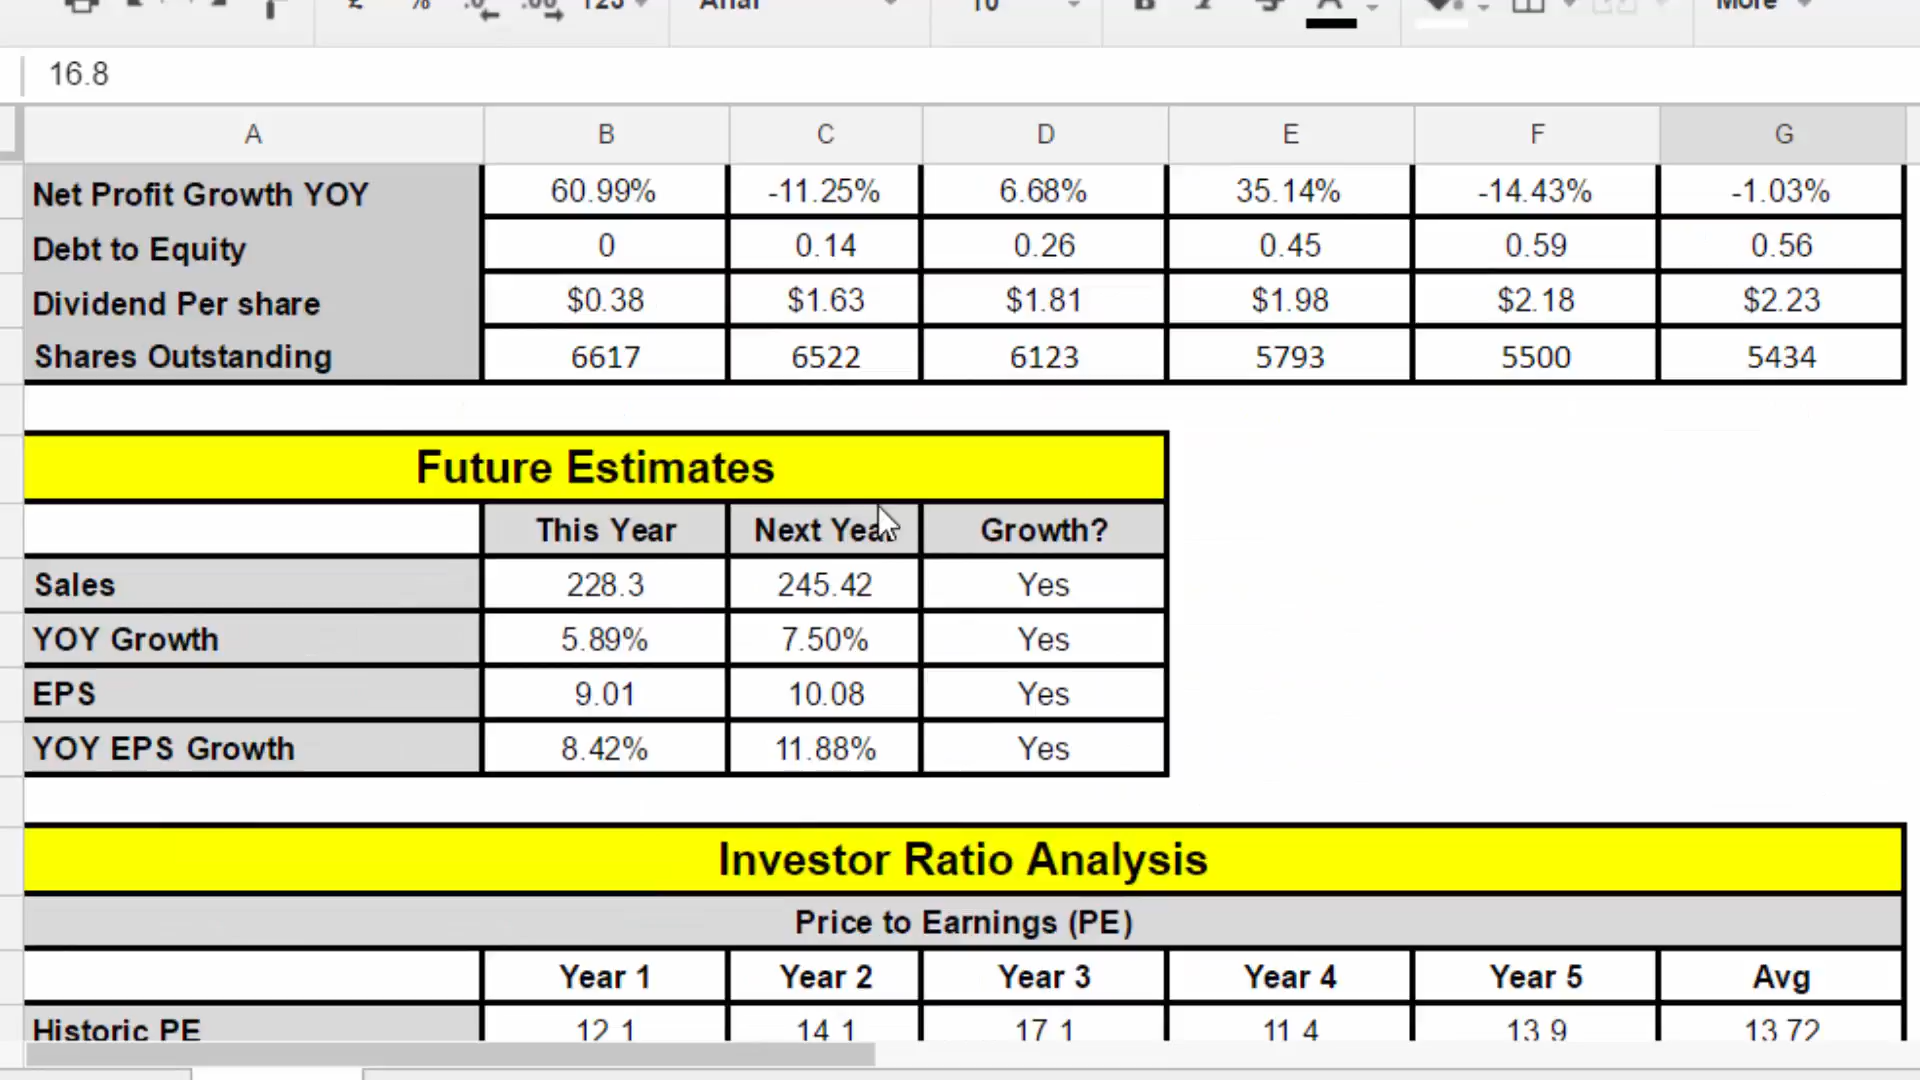 £ % .0 .00 123 Arial 10 B I S A More
16.8
A B C D E F G
Net Profit Growth YOY 60.99% -11.25% 6.68% 35.14% -14.43% -1.03%
Debt to Equity 0 0.14 0.26 0.45 0.59 0.56
Dividend Per share $0.38 $1.63 $1.81 $1.98 $2.18 $2.23
Shares Outstanding 6617 6522 6123 5793 5500 5434
Future Estimates
This Year Next Year Growth?
Sales 228.3 245.42 Yes
YOY Growth 5.89% 7.50% Yes
EPS 9.01 10.08 Yes
YOY EPS Growth 8.42% 11.88% Yes
Investor Ratio Analysis
Price to Earnings (PE)
Year 1 Year 2 Year 3 Year 4 Year 5 Avg
Historic PE 12.1 14.1 17.1 11.4 13.9 13.72